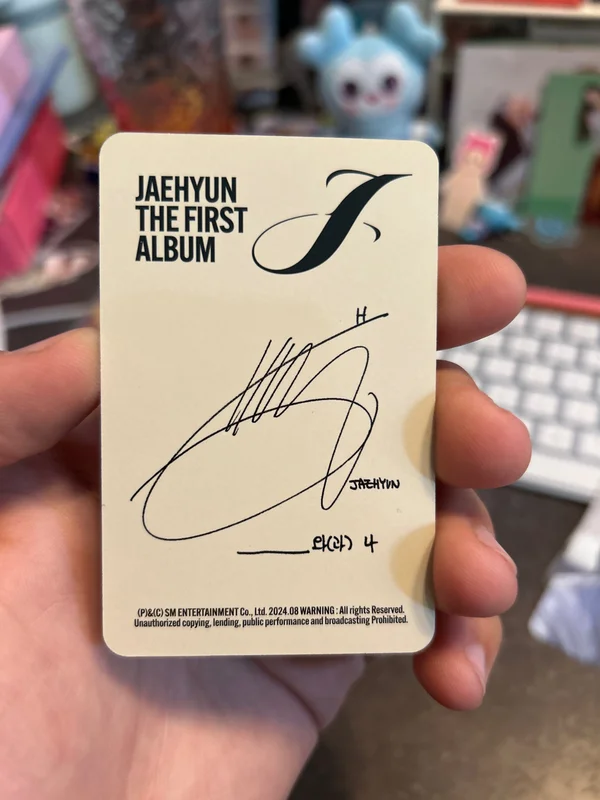 JAEHYUN
THE FIRST
ALBUM
J
H
JAEHYUN
(P)&(C) SM ENTERTAINMENT Co., Ltd. 2024.08 WARNING : All rights Reserved.
Unauthorized copying, lending, public performance and broadcasting Prohibited.